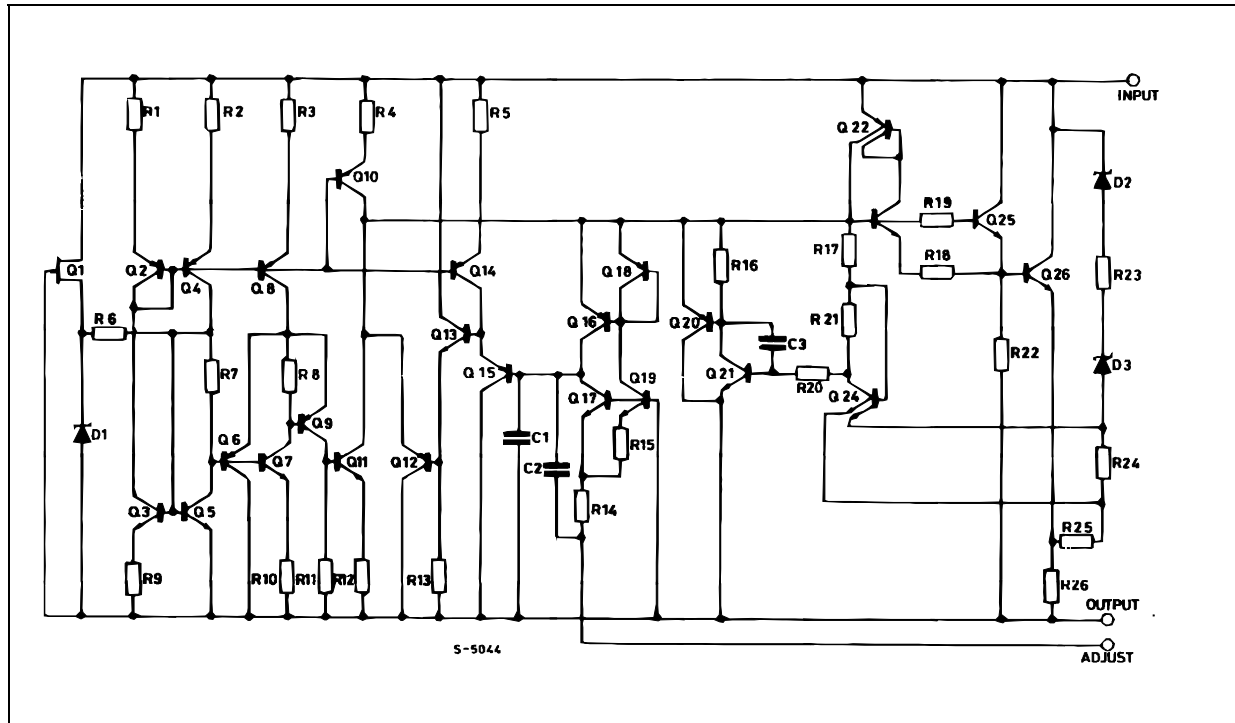 INPUT
R1
R2
R3
R4
R5
Q22
Q10
D2
R19
Q25
Q1
Q2
Q4
Q8
Q14
Q18
R16
R17
R18
Q26
R23
R6
Q13
Q16
Q20
C3
R21
R22
D3
R7
R8
Q15
Q21
R20
Q24
Q9
Q17
Q19
D1
Q6
Q7
Q11
Q12
C1
C2
R15
R24
Q3
Q5
R14
R25
R9
R10
R11
R12
R13
R26
OUTPUT
S-5044
ADJUST